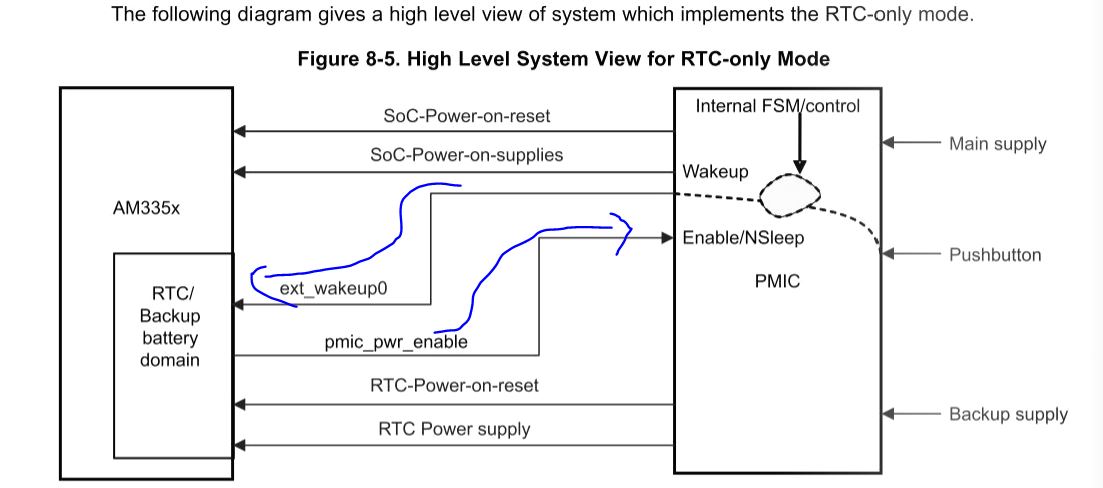 The following diagram gives a high level view of system which implements the RTC-only mode.
Figure 8-5. High Level System View for RTC-only Mode
SoC-Power-on-reset
Internal FSM/control
Main supply
SoC-Power-on-supplies
Wakeup
AM335x
Enable/NSleep
Pushbutton
PMIC
ext_wakeup0
RTC/
Backup
battery
domain
pmic_pwr_enable
RTC-Power-on-reset
Backup supply
RTC Power supply